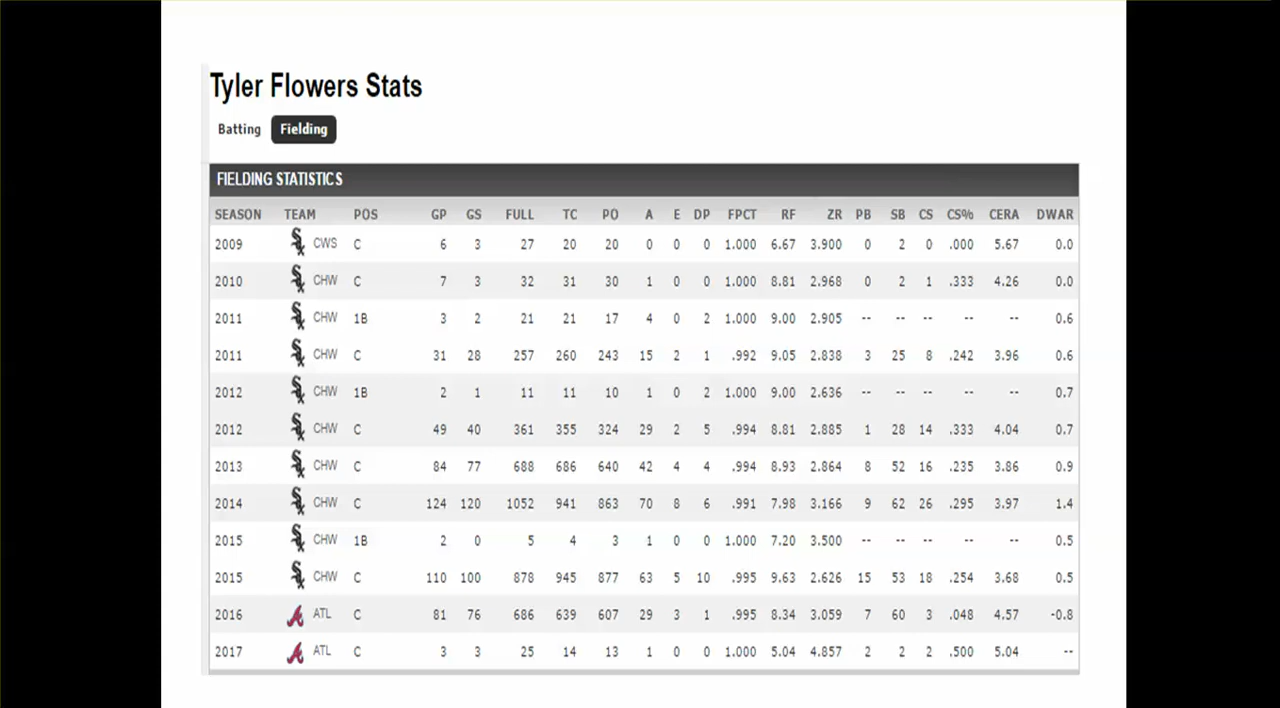 Tyler Flowers Stats
Batting Fielding
FIELDING STATISTICS
SEASON TEAM POS GP GS FULL TC PO A E DP FPCT RF ZR PB SB CS CS% CERA DWAR
2009 CWS C 6 3 27 20 20 0 0 0 1.000 6.67 3.900 0 2 0 .000 5.67 0.0
2010 CHW C 7 3 32 31 30 1 0 0 1.000 8.81 2.968 0 2 1 .333 4.26 0.0
2011 CHW 1B 3 2 21 21 17 4 0 2 1.000 9.00 2.905 -- -- -- -- -- 0.6
2011 CHW C 31 28 257 260 243 15 2 1 .992 9.05 2.838 3 25 8 .242 3.96 0.6
2012 CHW 1B 2 1 11 11 10 1 0 2 1.000 9.00 2.636 -- -- -- -- -- 0.7
2012 CHW C 49 40 361 355 324 29 2 5 .994 8.81 2.885 1 28 14 .333 4.04 0.7
2013 CHW C 84 77 688 686 640 42 4 4 .994 8.93 2.864 8 52 16 .235 3.86 0.9
2014 CHW C 124 120 1052 941 863 70 8 6 .991 7.98 3.166 9 62 26 .295 3.97 1.4
2015 CHW 1B 2 0 5 4 3 1 0 0 1.000 7.20 3.500 -- -- -- -- -- 0.5
2015 CHW C 110 100 878 945 877 63 5 10 .995 9.63 2.626 15 53 18 .254 3.68 0.5
2016 ATL C 81 76 686 639 607 29 3 1 .995 8.34 3.059 7 60 3 .048 4.57 -0.8
2017 ATL C 3 3 25 14 13 1 0 0 1.000 5.04 4.857 2 2 2 .500 5.04 --